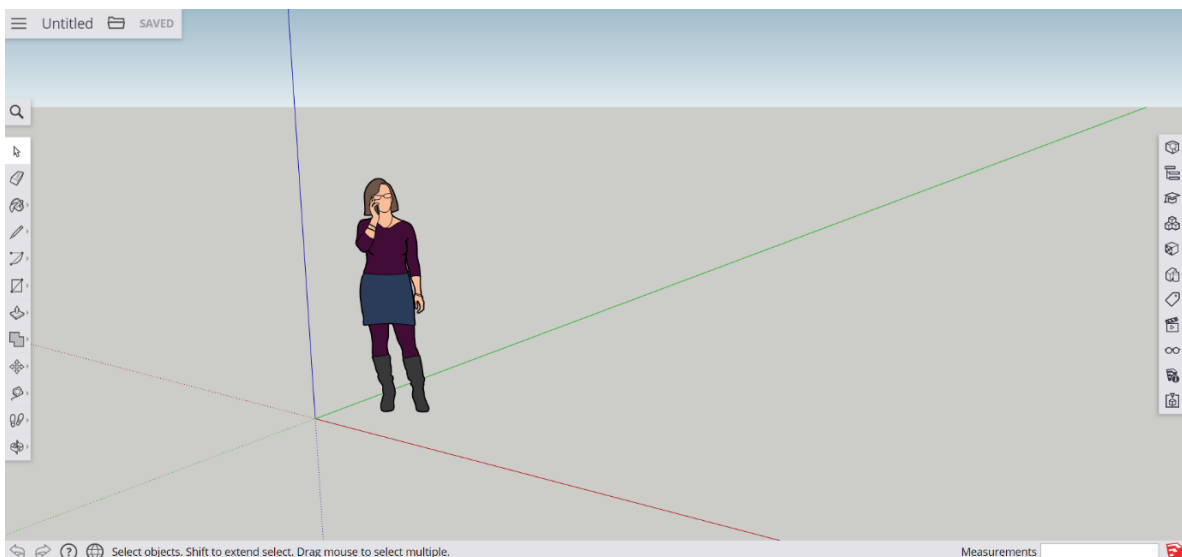 Untitled SAVED
Select objects. Shift to extend select. Drag mouse to select multiple. Measurements